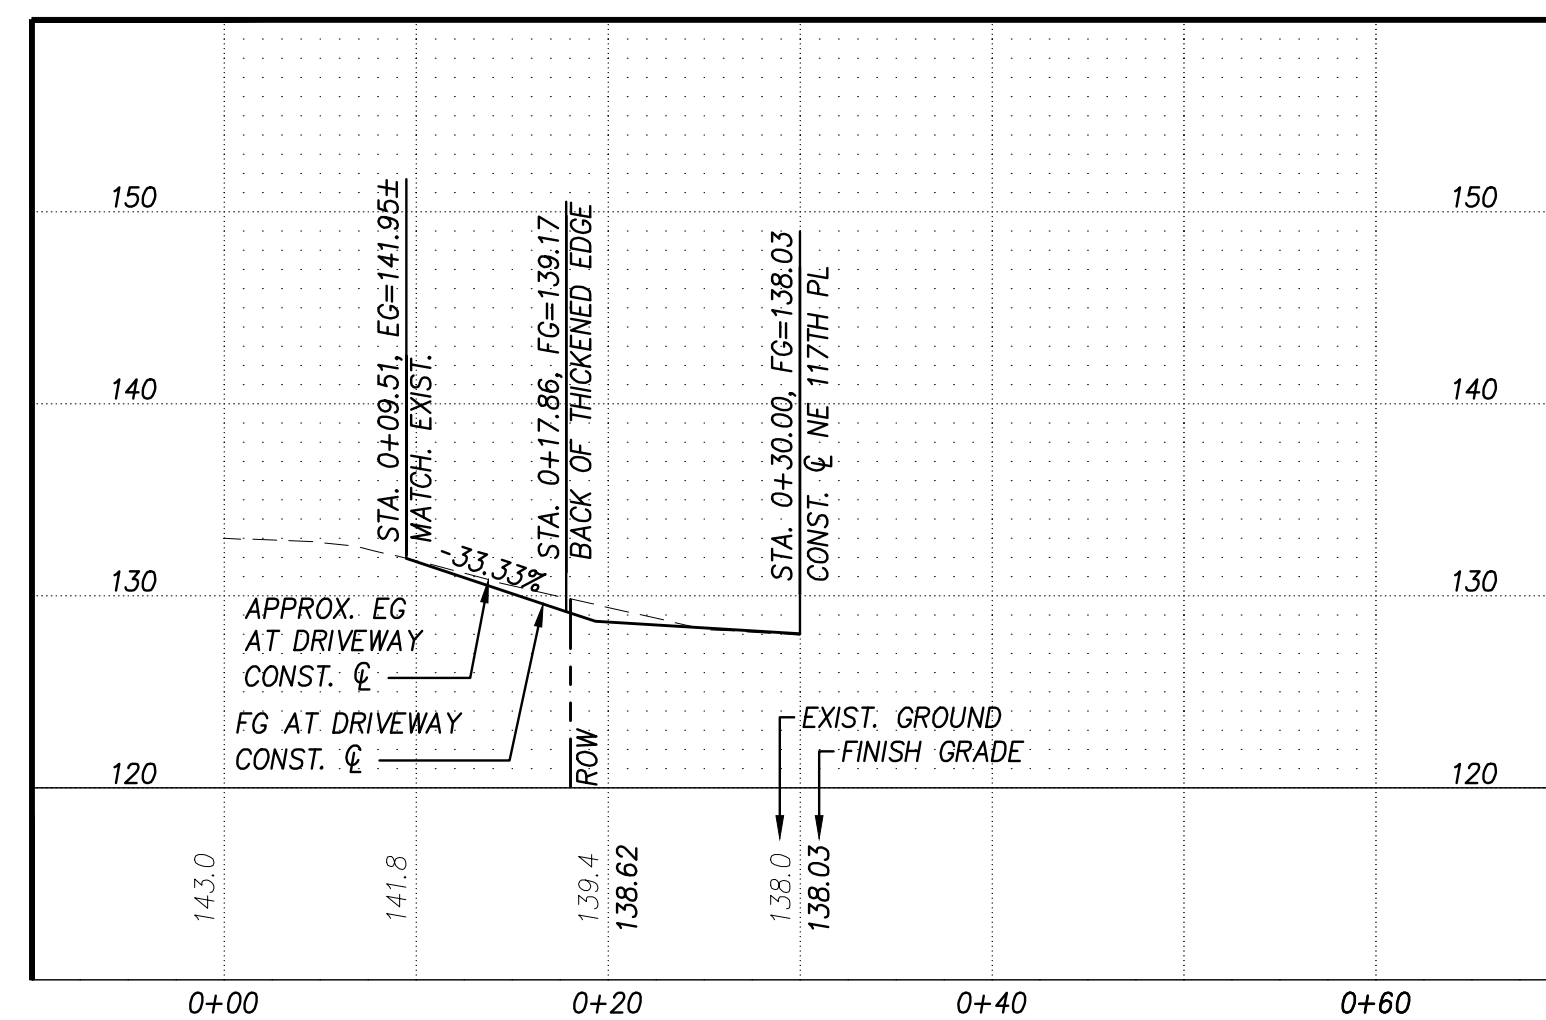 150
150
140
140
130
130
120
120
STA. 0+09.51, EG=141.95±
MATCH. EXIST.
STA. 0+17.86, FG=139.17
BACK OF THICKENED EDGE
STA. 0+30.00, FG=138.03
CONST. ℄ NE 117TH PL
-33.33%
APPROX. EG
AT DRIVEWAY
CONST. ℄
FG AT DRIVEWAY
CONST. ℄
ROW
EXIST. GROUND
FINISH GRADE
143.0
141.8
139.4
138.62
138.0
138.03
0+00
0+20
0+40
0+60